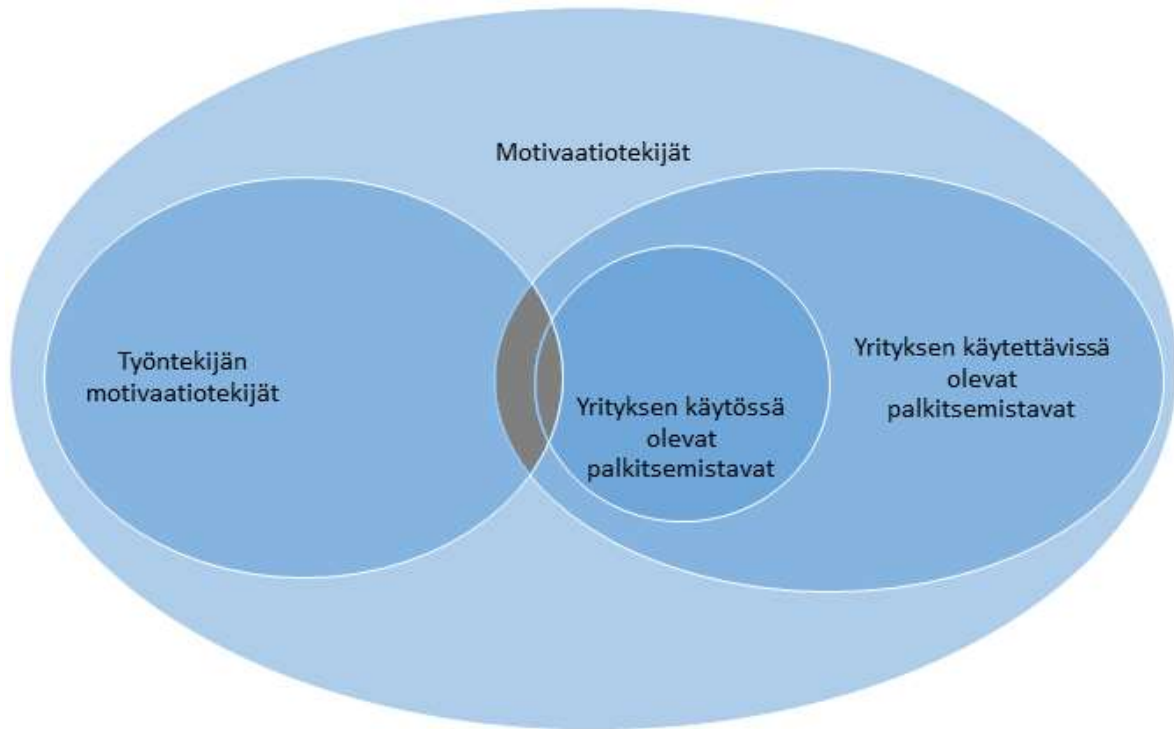 Motivaatiotekijät
Työntekijän
motivaatiotekijät
Yrityksen käytössä
olevat
palkitsemistavat
Yrityksen käytettävissä
olevat
palkitsemistavat